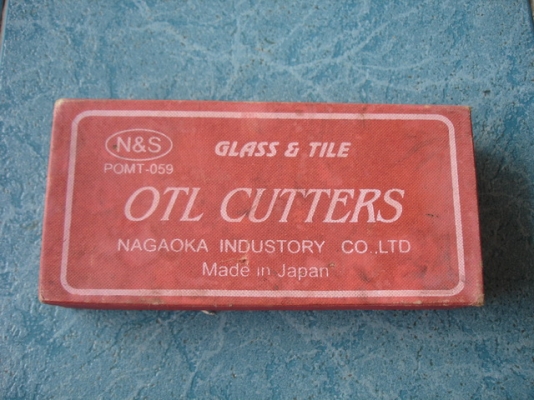 N&S
POMT-059
GLASS & TILE
OTL CUTTERS
NAGAOKA INDUSTORY CO.,LTD
Made in Japan